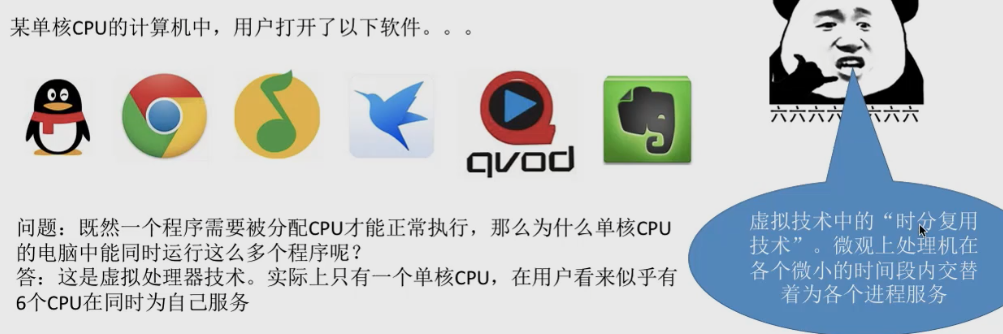 某单核CPU的计算机中，用户打开了以下软件。。。
qvod
六六六六六六六六
问题：既然一个程序需要被分配CPU才能正常执行，那么为什么单核CPU
的电脑中能同时运行这么多个程序呢？
答：这是虚拟处理器技术。实际上只有一个单核CPU，在用户看来似乎有
6个CPU在同时为自己服务
虚拟技术中的“时分复用
技术”。微观上处理机在
各个微小的时间段内交替
着为各个进程服务